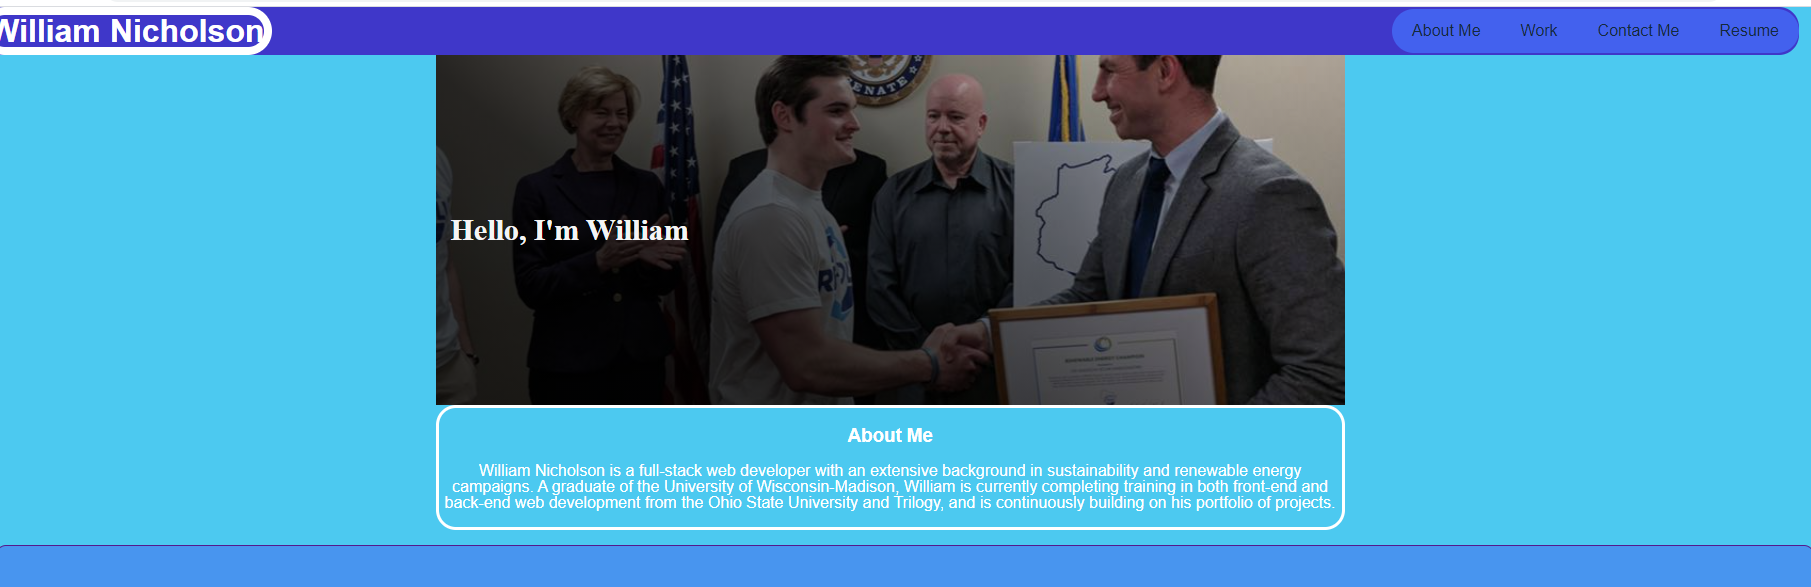 William Nicholson
About Me Work Contact Me Resume
ENATE
Hello, I'm William
About Me
William Nicholson is a full-stack web developer with an extensive background in sustainability and renewable energy
campaigns. A graduate of the University of Wisconsin-Madison, William is currently completing training in both front-end and
back-end web development from the Ohio State University and Trilogy, and is continuously building on his portfolio of projects.